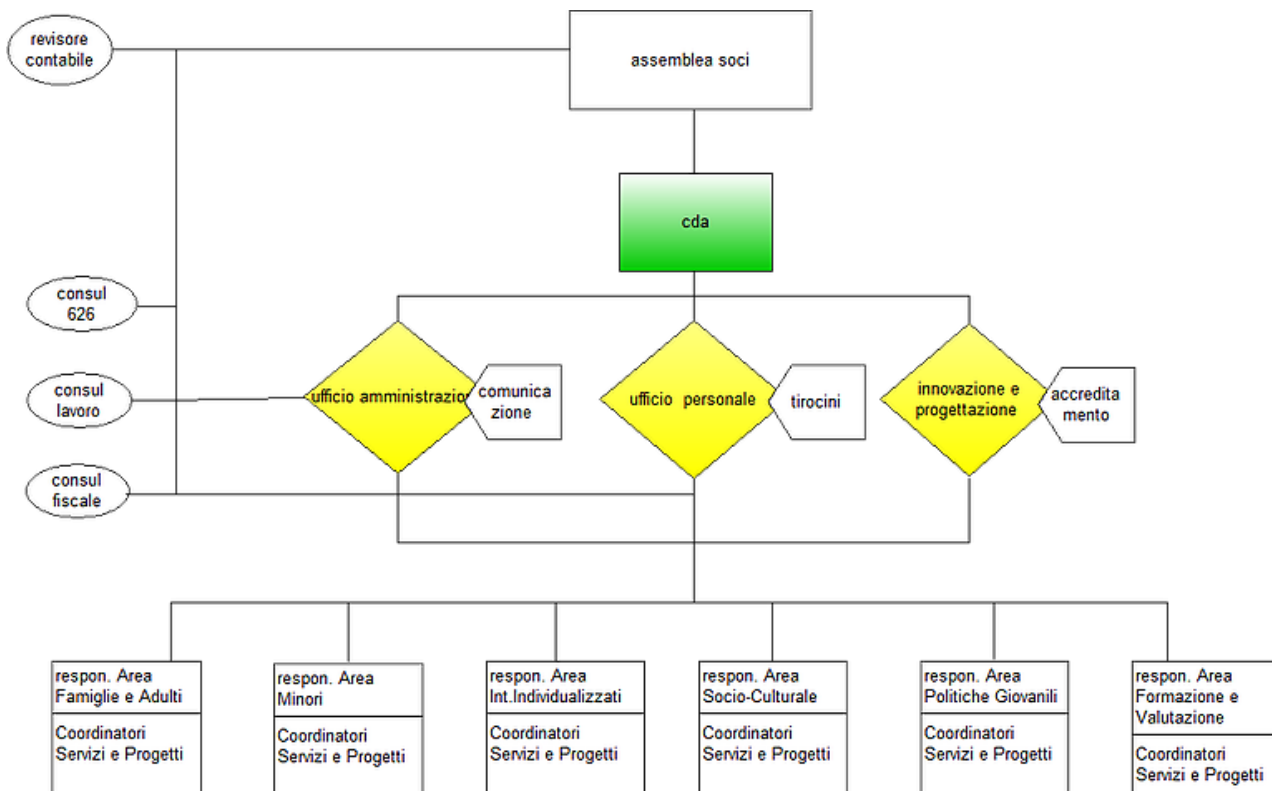 revisore
contabile
assemblea soci
cda
consul
626
consul
lavoro
ufficio amministrazion
comunica
zione
ufficio personale
tirocini
innovazione e
progettazione
accredita
mento
consul
fiscale
respon. Area
Famiglie e Adulti
Coordinatori
Servizi e Progetti
respon. Area
Minori
Coordinatori
Servizi e Progetti
respon. Area
Int.Individualizzati
Coordinatori
Servizi e Progetti
respon. Area
Socio-Culturale
Coordinatori
Servizi e Progetti
respon. Area
Politiche Giovanili
Coordinatori
Servizi e Progetti
respon. Area
Formazione e
Valutazione
Coordinatori
Servizi e Progetti